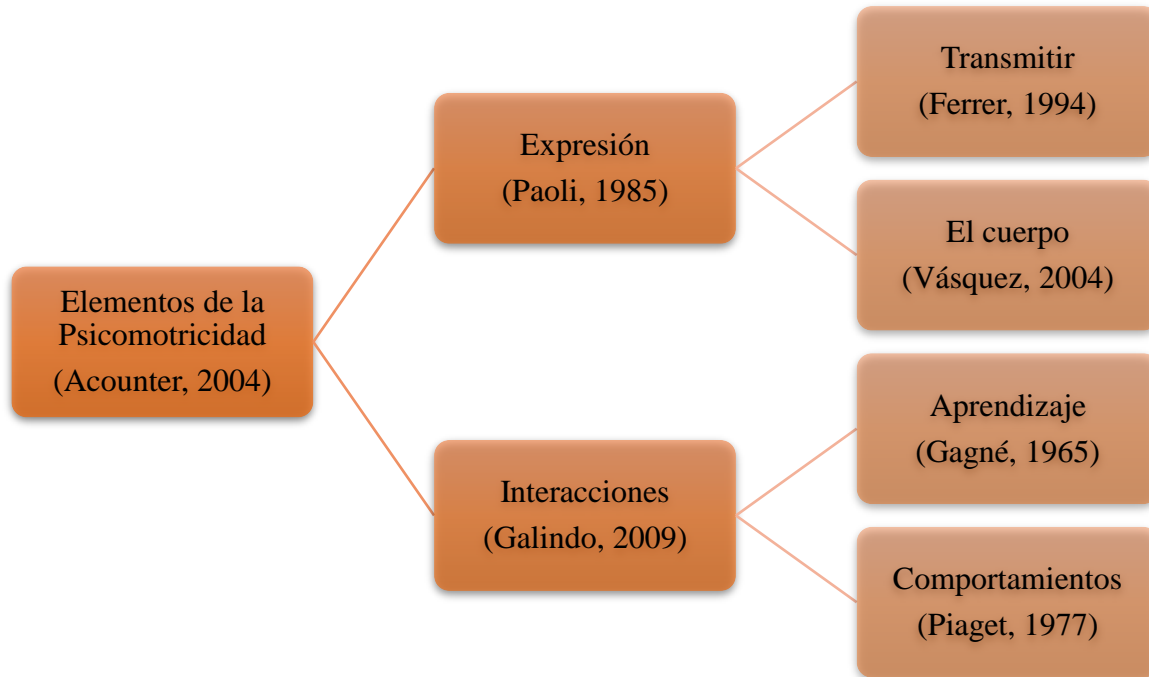 Elementos de la
Psicomotricidad
(Acounter, 2004)
Expresión
(Paoli, 1985)
Transmitir
(Ferrer, 1994)
El cuerpo
(Vásquez, 2004)
Interacciones
(Galindo, 2009)
Aprendizaje
(Gagné, 1965)
Comportamientos
(Piaget, 1977)